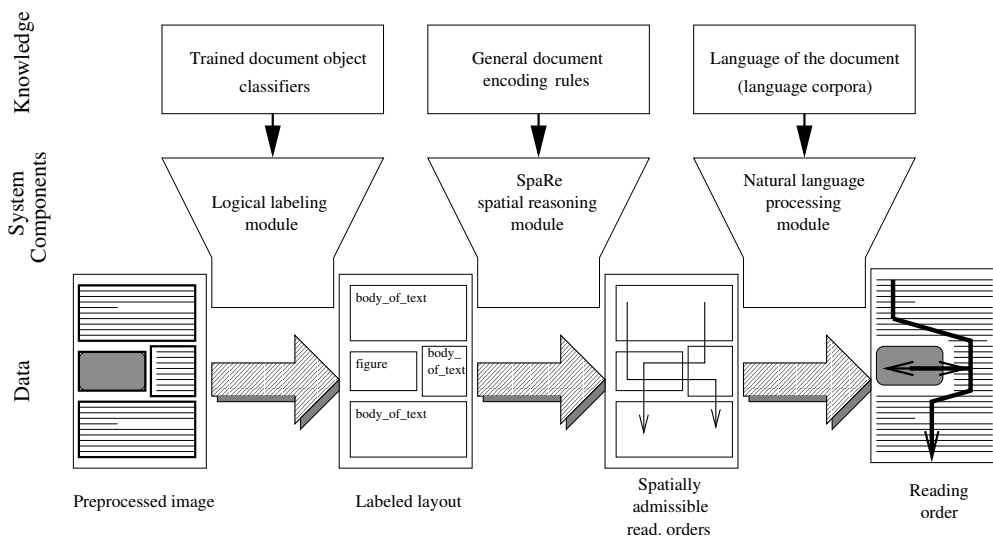 Knowledge
Trained document object
classifiers
General document
encoding rules
Language of the document
(language corpora)
System
Components
Logical labeling
module
SpaRe
spatial reasoning
module
Natural language
processing
module
Data
body_of_text
figure
body_
of_text
body_of_text
Preprocessed image
Labeled layout
Spatially
admissible
read. orders
Reading
order